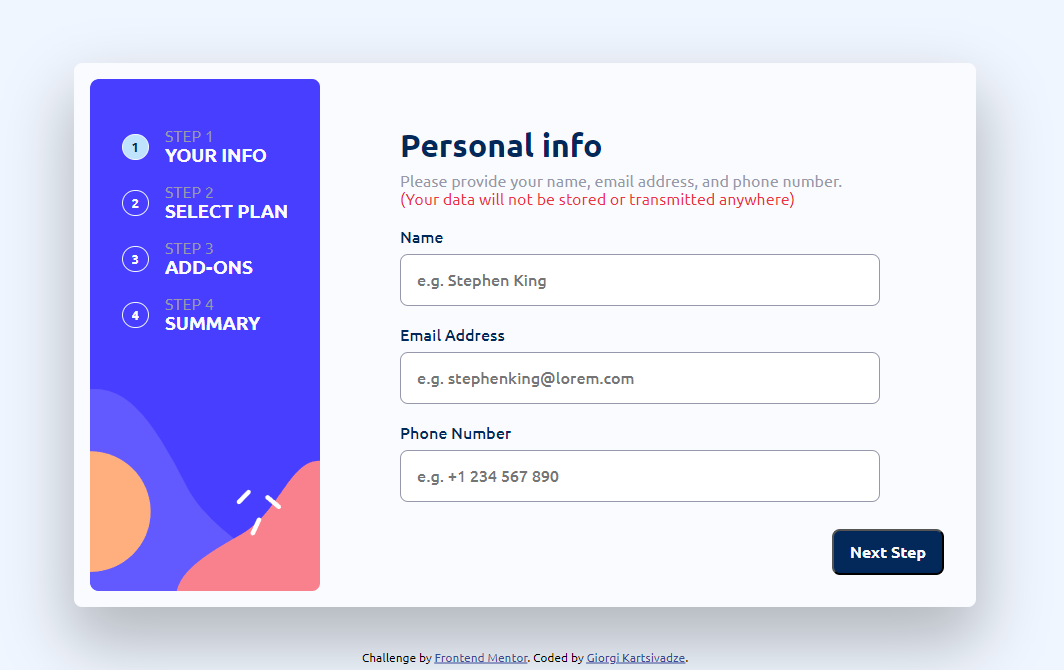 1
STEP 1
YOUR INFO
2
STEP 2
SELECT PLAN
3
STEP 3
ADD-ONS
4
STEP 4
SUMMARY
Personal info
Please provide your name, email address, and phone number.
(Your data will not be stored or transmitted anywhere)
Name
e.g. Stephen King
Email Address
e.g. stephenking@lorem.com
Phone Number
e.g. +1 234 567 890
Next Step
Challenge by Frontend Mentor. Coded by Giorgi Kartsivadze.